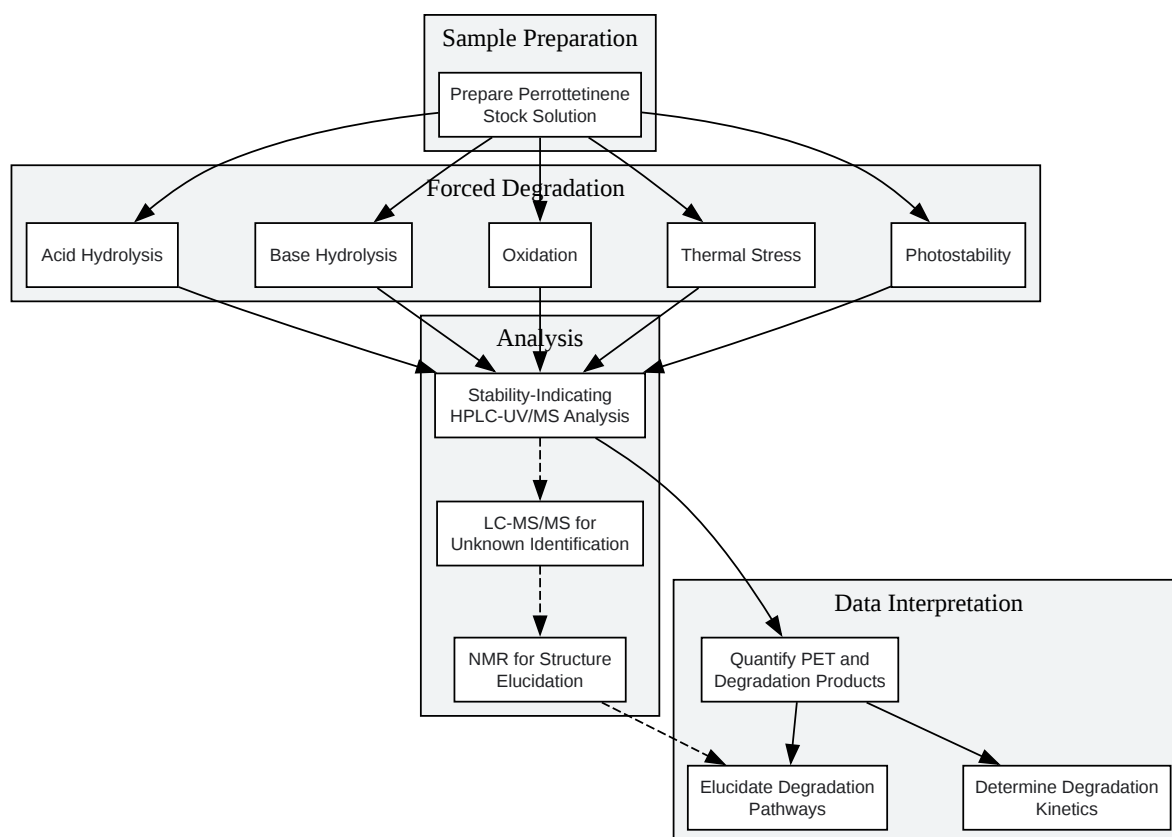 Sample Preparation
Prepare Perrottetinene
Stock Solution
Forced Degradation
Acid Hydrolysis
Base Hydrolysis
Oxidation
Thermal Stress
Photostability
Analysis
Stability-Indicating
HPLC-UV/MS Analysis
LC-MS/MS for
Unknown Identification
Data Interpretation
NMR for Structure
Elucidation
Quantify PET and
Degradation Products
Elucidate Degradation
Pathways
Determine Degradation
Kinetics